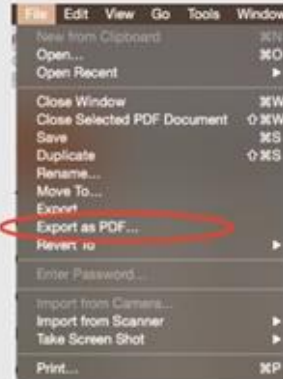 File Edit View Go Tools Window
New from Clipboard ⌘N
Open... ⌘O
Open Recent ▶
Close Window ⌘W
Close Selected PDF Document ⇧⌘W
Save ⌘S
Duplicate ⇧⌘S
Rename...
Move To...
Export...
Export as PDF...
Revert To ▶
Enter Password...
Import from Camera...
Import from Scanner ▶
Take Screen Shot ▶
Print... ⌘P